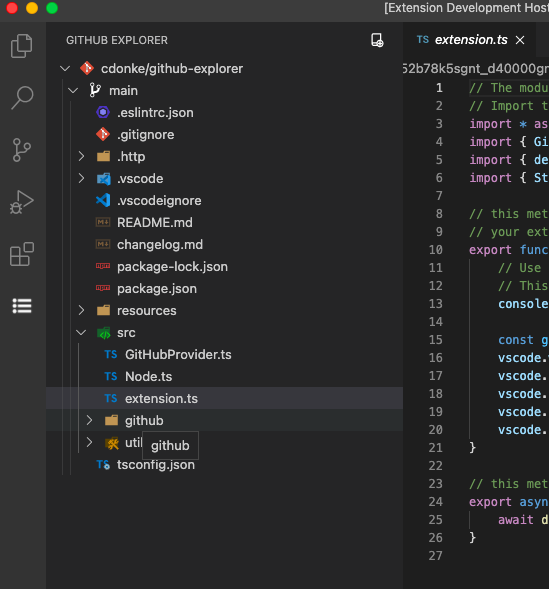 [Extension Development Host
GITHUB EXPLORER
cdonke/github-explorer
main
.eslintrc.json
.gitignore
.http
.vscode
.vscodeignore
README.md
changelog.md
package-lock.json
package.json
resources
src
TS GitHubProvider.ts
TS Node.ts
TS extension.ts
github
util
github
TS tsconfig.json
TS extension.ts
52b78k5sgnt_d40000gn
1 // The modu
2 // Import t
3 import * as
4 import { Gi
5 import { de
6 import { St
7
8 // this met
9 // your ext
10 export func
11 // Use
12 // This
13 console
14
15 const g
16 vscode.
17 vscode.
18 vscode.
19 vscode.
20 vscode.
21 }
22
23 // this met
24 export asyn
25 await d
26 }
27